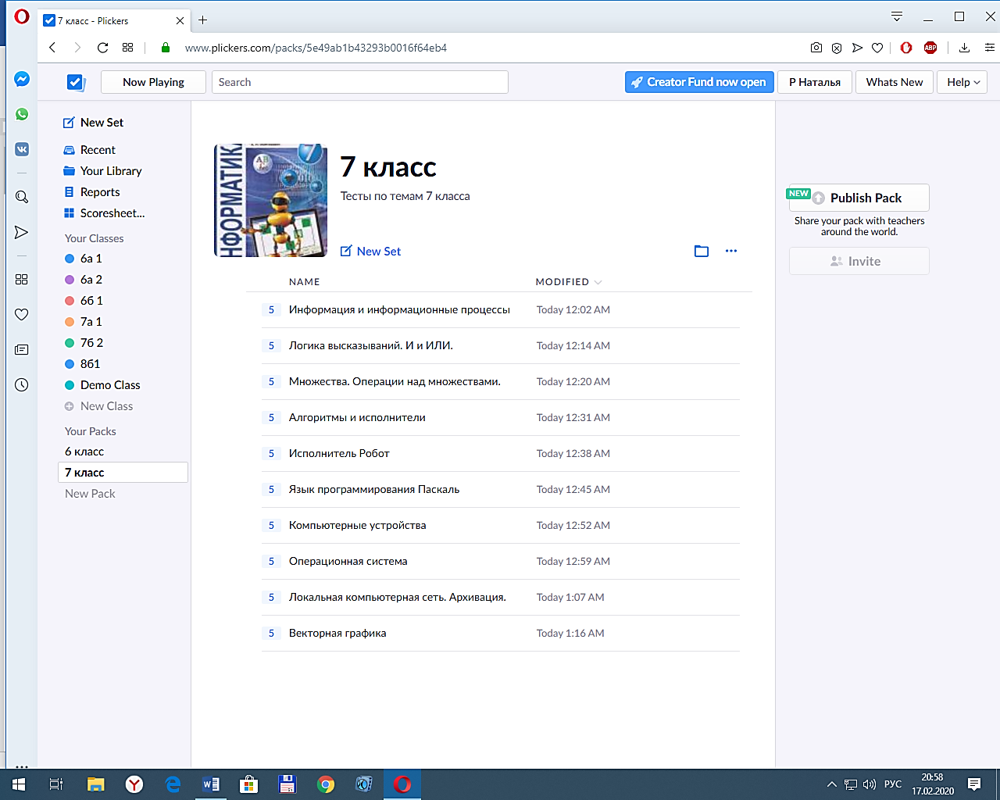 7 класс - Plickers
www.plickers.com/packs/5e49ab1b43293b0016f64eb4
ABP
Now Playing
Search
Creator Fund now open
Р Наталья
Whats New
Help
New Set
Recent
Your Library
Reports
Scoresheet...
Your Classes
6а 1
6а 2
6б 1
7а 1
7б 2
8б1
Demo Class
New Class
Your Packs
6 класс
7 класс
New Pack
НФОРМАТИК
7
7 класс
Тесты по темам 7 класса
New Set
NAME MODIFIED
5 Информация и информационные процессы Today 12:02 AM
5 Логика высказываний. И и ИЛИ. Today 12:14 AM
5 Множества. Операции над множествами. Today 12:20 AM
5 Алгоритмы и исполнители Today 12:31 AM
5 Исполнитель Робот Today 12:38 AM
5 Язык программирования Паскаль Today 12:45 AM
5 Компьютерные устройства Today 12:52 AM
5 Операционная система Today 12:59 AM
5 Локальная компьютерная сеть. Архивация. Today 1:07 AM
5 Векторная графика Today 1:16 AM
NEW Publish Pack
Share your pack with teachers
around the world.
Invite
РУС
20:58
17.02.2020